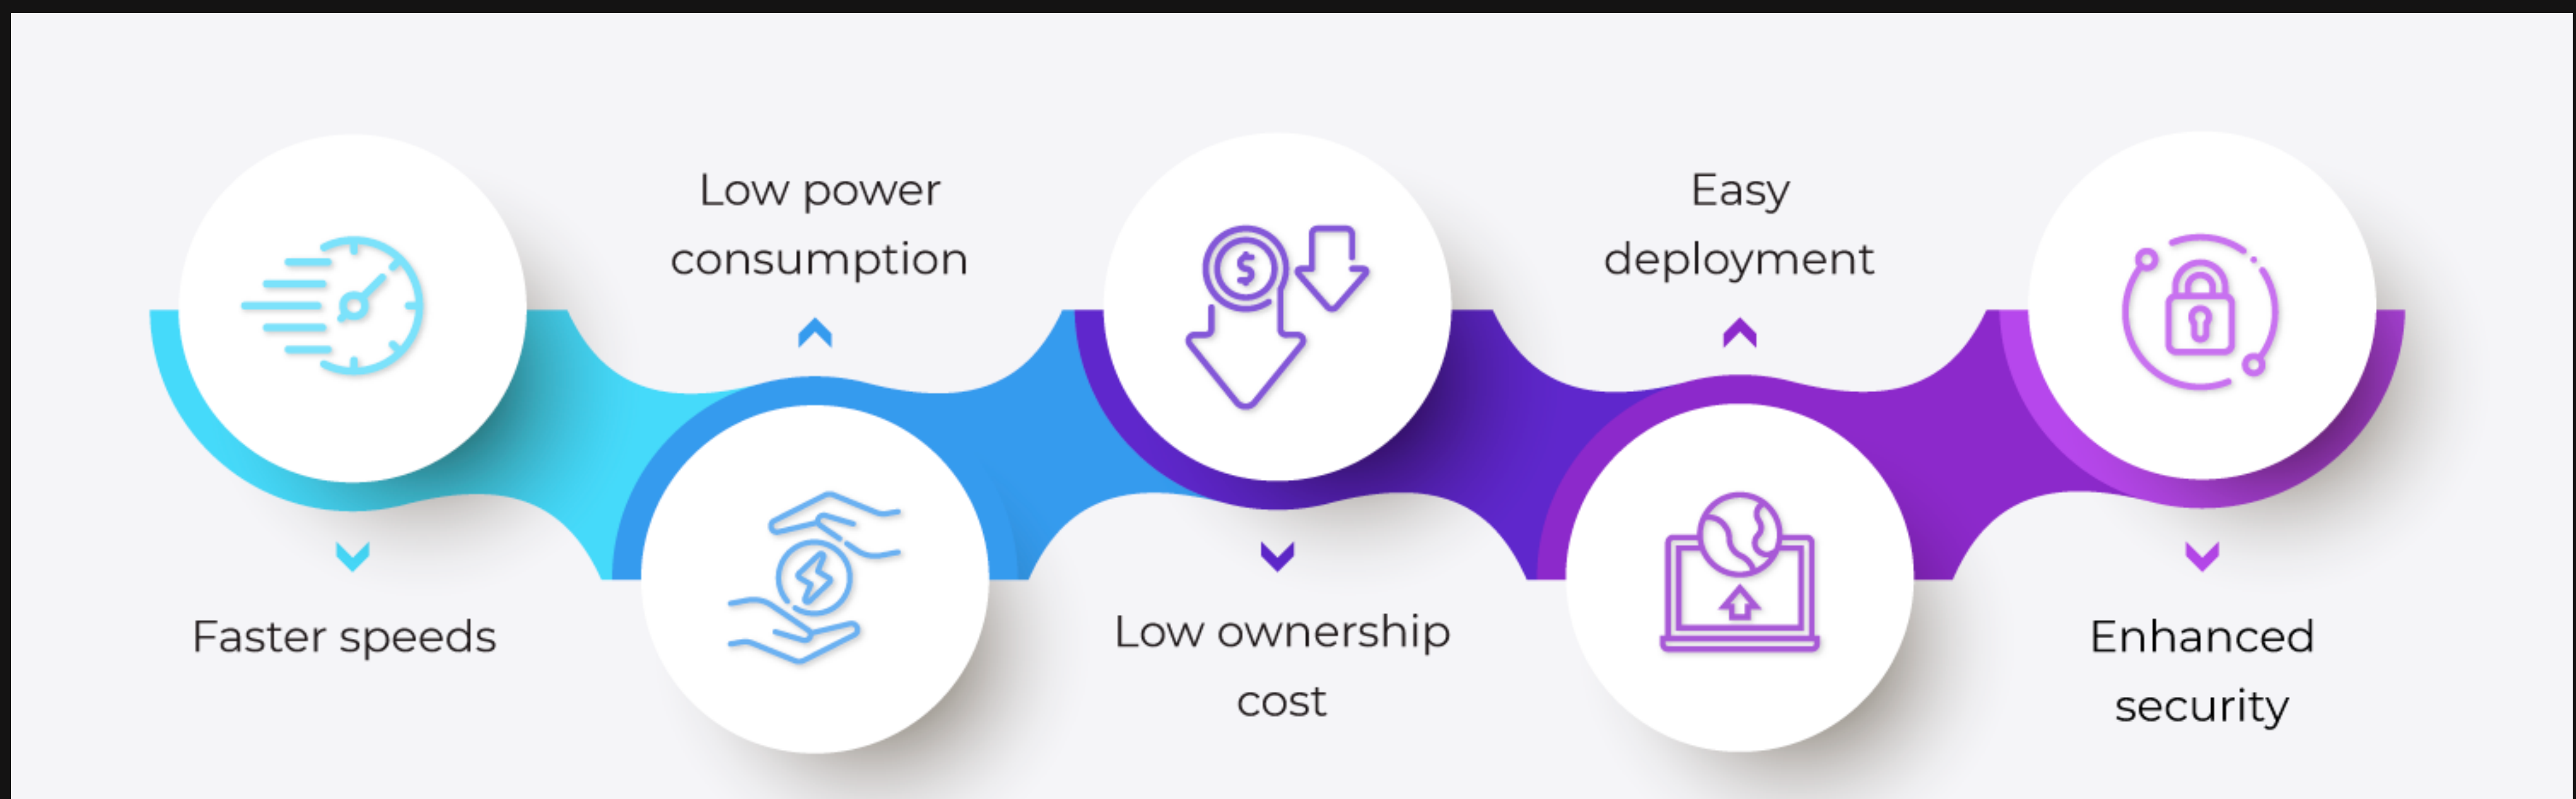 Faster speeds
Low power
consumption
$
Low ownership
cost
Easy
deployment
Enhanced
security